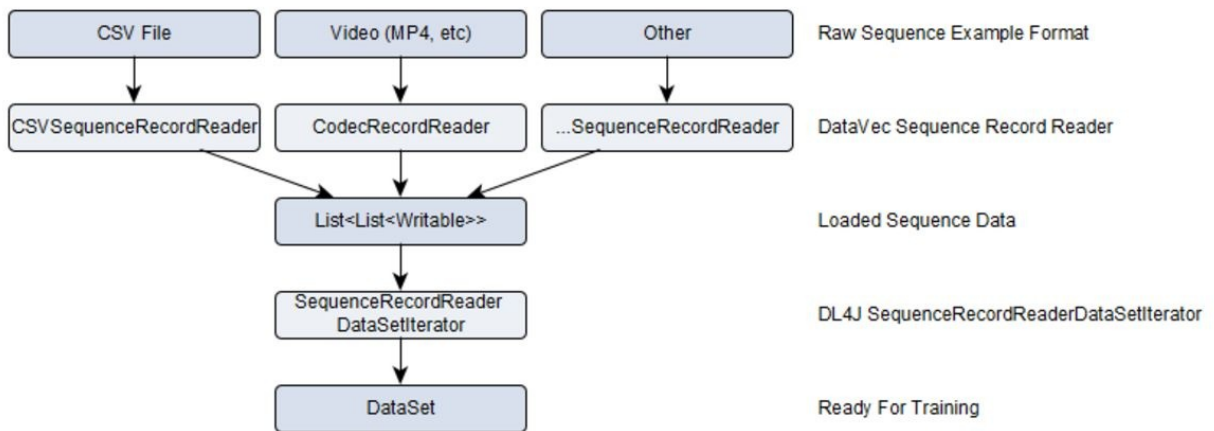 CSV File
Video (MP4, etc)
Other
Raw Sequence Example Format
CSVSequenceRecordReader
CodecRecordReader
...SequenceRecordReader
DataVec Sequence Record Reader
List<List<Writable>>
Loaded Sequence Data
SequenceRecordReader
DataSetIterator
DL4J SequenceRecordReaderDataSetIterator
DataSet
Ready For Training